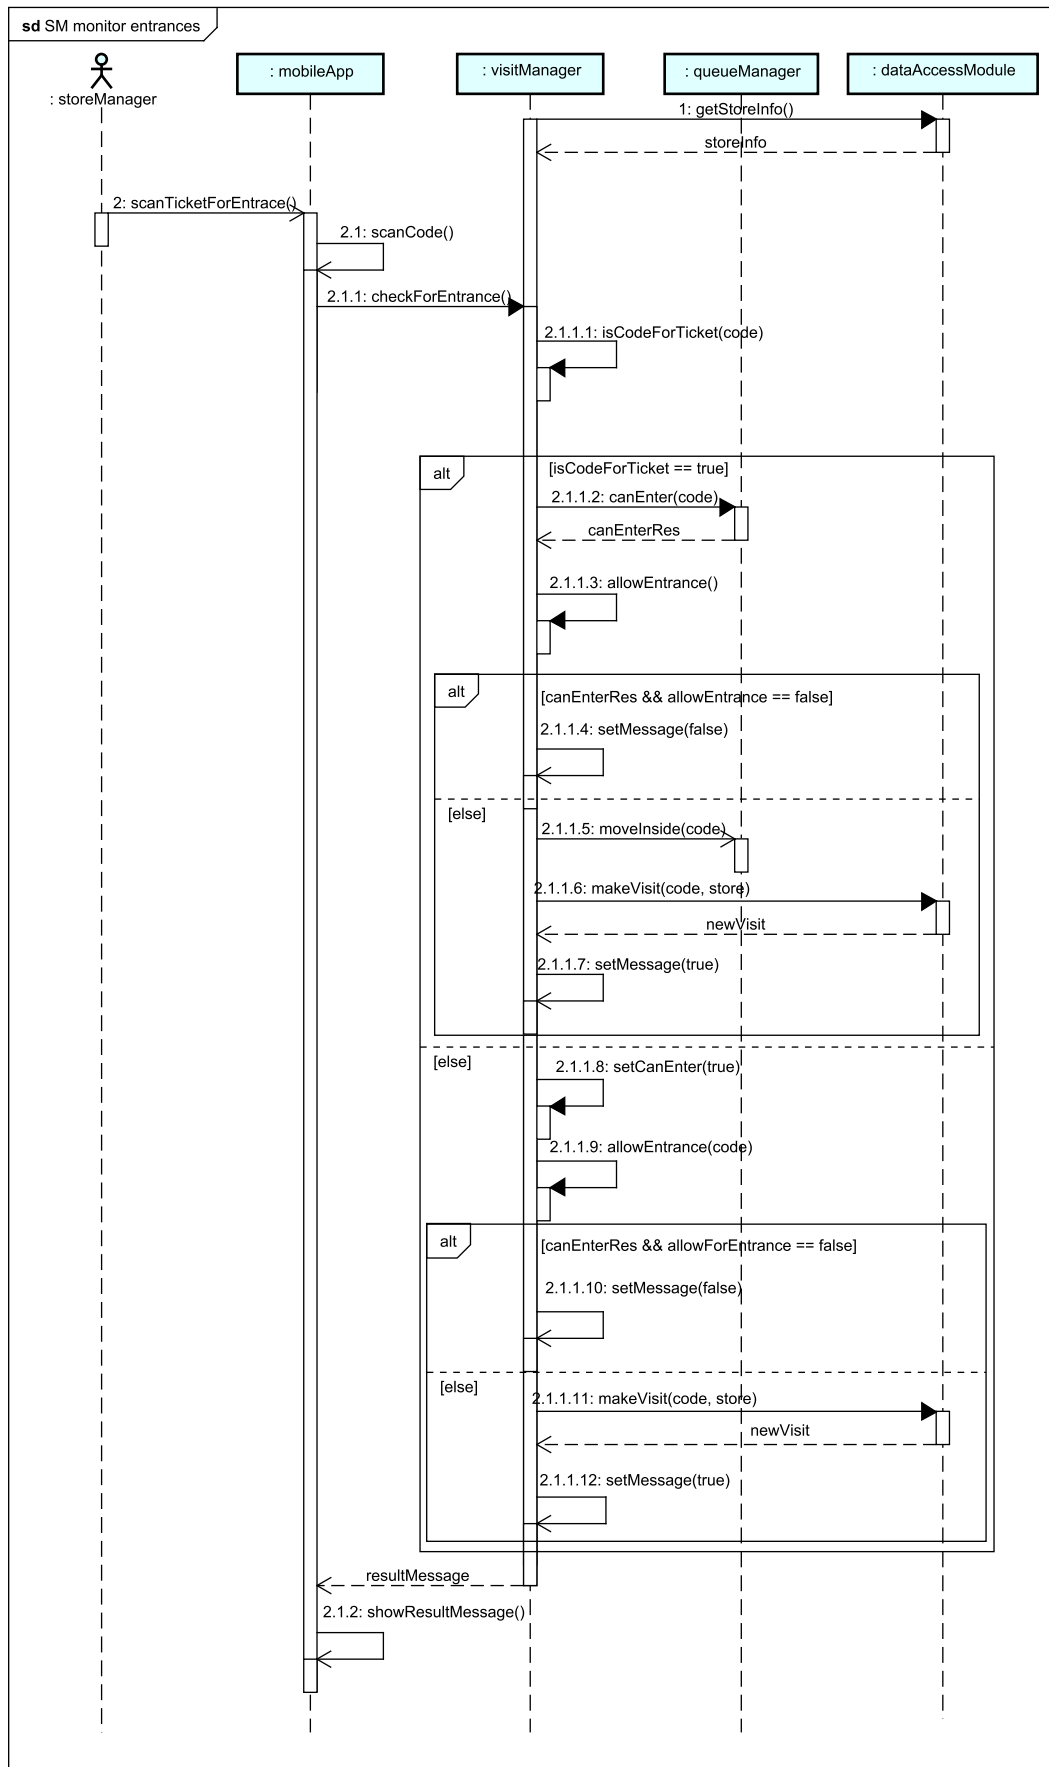 sd SM monitor entrances
: storeManager
: mobileApp
: visitManager
: queueManager
: dataAccessModule
1: getStoreInfo()
storeInfo
2: scanTicketForEntrace()
2.1: scanCode()
2.1.1: checkForEntrance()
2.1.1.1: isCodeForTicket(code)
alt
[isCodeForTicket == true]
2.1.1.2: canEnter(code)
canEnterRes
2.1.1.3: allowEntrance()
alt
[canEnterRes && allowEntrance == false]
2.1.1.4: setMessage(false)
[else]
2.1.1.5: moveInside(code)
2.1.1.6: makeVisit(code, store)
newVisit
2.1.1.7: setMessage(true)
[else]
2.1.1.8: setCanEnter(true)
2.1.1.9: allowEntrance(code)
alt
[canEnterRes && allowForEntrance == false]
2.1.1.10: setMessage(false)
[else]
2.1.1.11: makeVisit(code, store)
newVisit
2.1.1.12: setMessage(true)
resultMessage
2.1.2: showResultMessage()